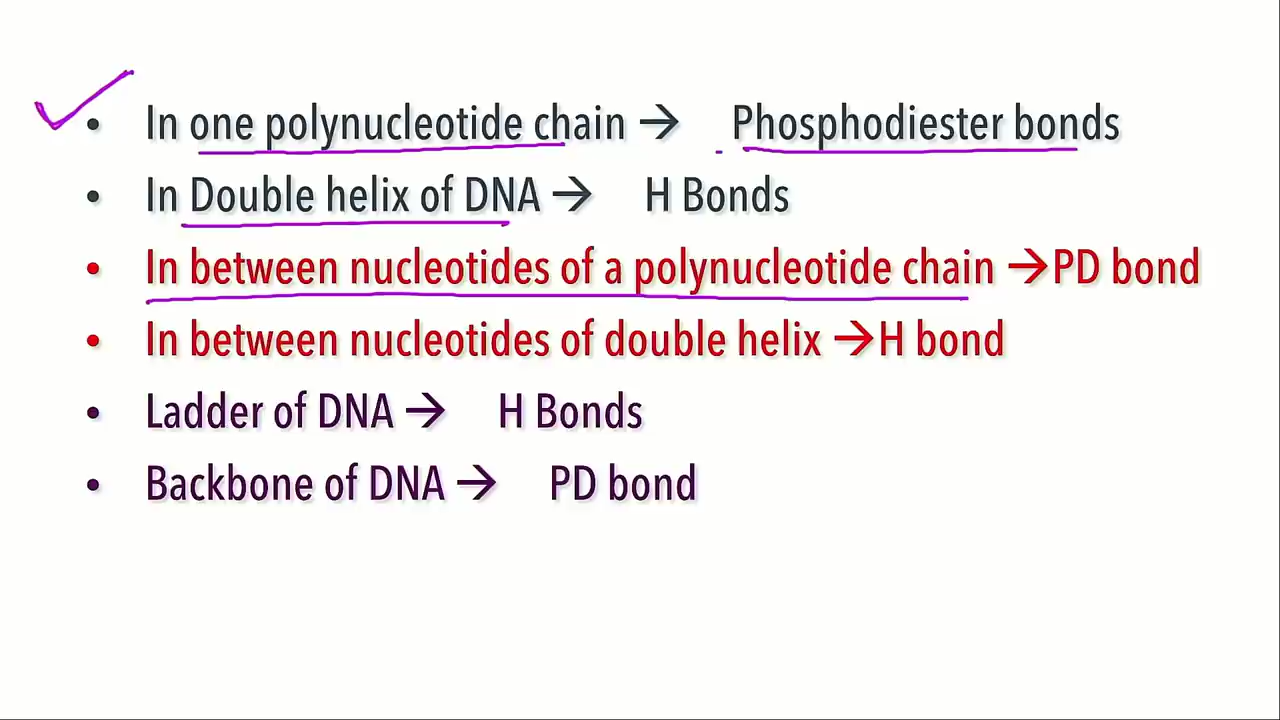 • In one polynucleotide chain → Phosphodiester bonds
• In Double helix of DNA → H Bonds
• In between nucleotides of a polynucleotide chain →PD bond
• In between nucleotides of double helix →H bond
• Ladder of DNA → H Bonds
• Backbone of DNA → PD bond